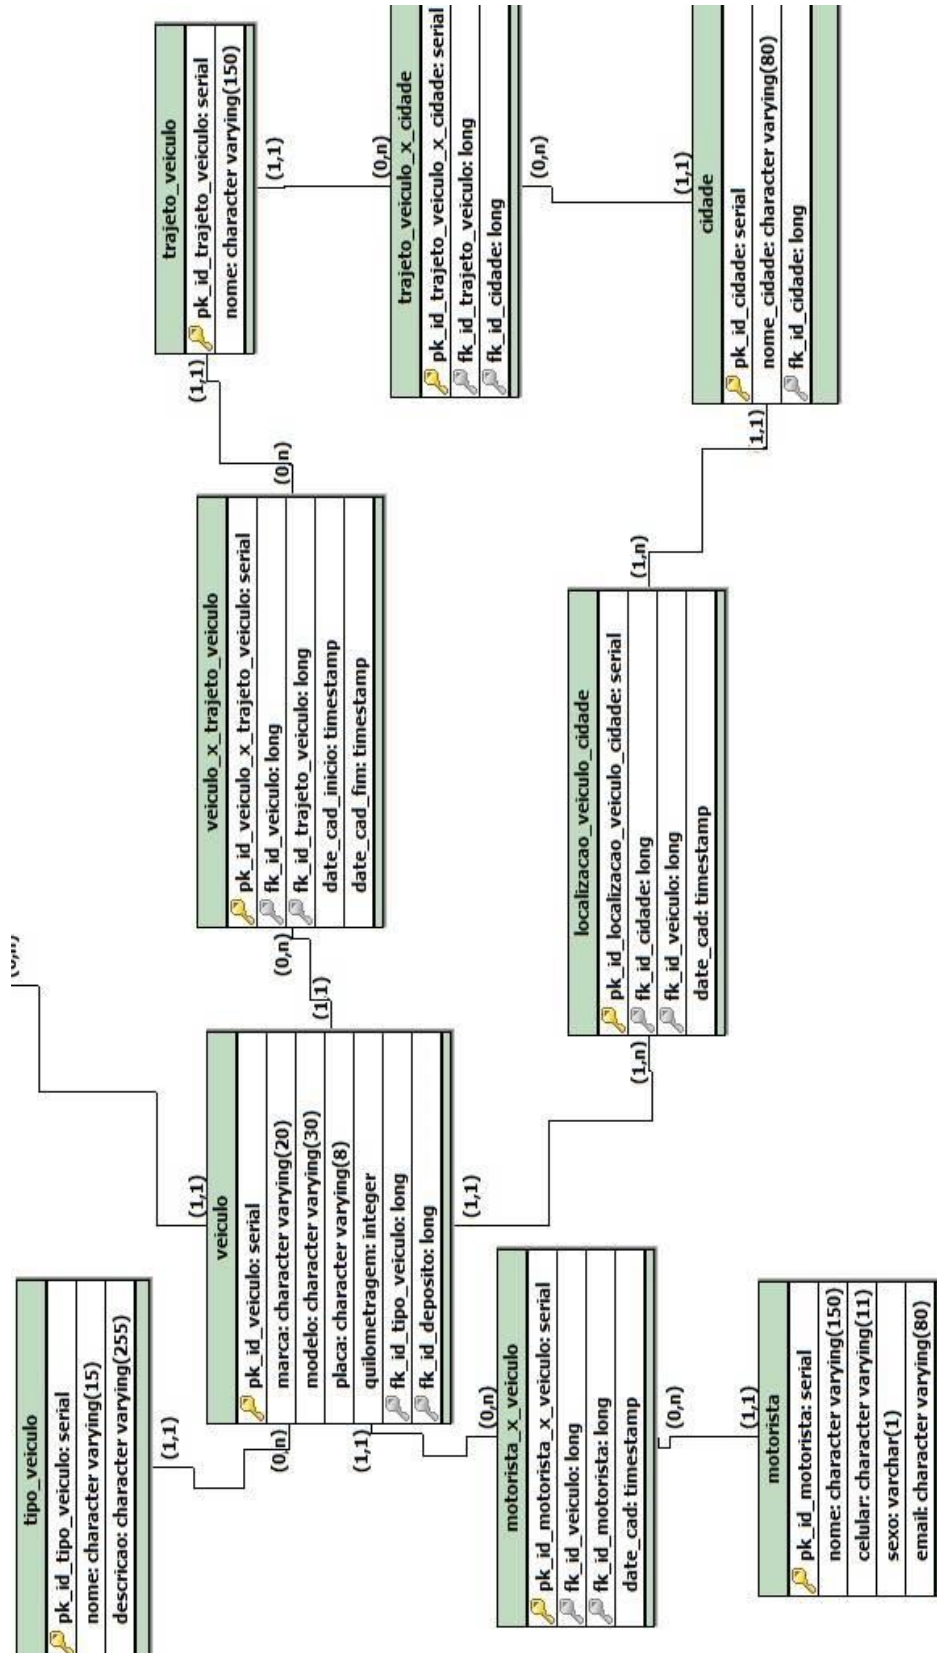 tipo_veiculo
pk_id_tipo_veiculo: serial
nome: character varying(15)
descricao: character varying(255)
(1,1)
(0,n)
(1,1)
veiculo
pk_id_veiculo: serial
marca: character varying(20)
modelo: character varying(30)
placa: character varying(8)
quilometragem: integer
fk_id_tipo_veiculo: long
fk_id_deposito: long
(1,1)
(1,1)
(1,1)
(0,n)
veiculo_x_trajeto_veiculo
pk_id_veiculo_x_trajeto_veiculo: serial
fk_id_veiculo: long
fk_id_trajeto_veiculo: long
date_cad_inicio: timestamp
date_cad_fim: timestamp
(0,n)
(1,1)
trajeto_veiculo
pk_id_trajeto_veiculo: serial
nome: character varying(150)
(1,1)
(0,n)
trajeto_veiculo_x_cidade
pk_id_trajeto_veiculo_x_cidade: serial
fk_id_trajeto_veiculo: long
fk_id_cidade: long
(0,n)
(1,1)
cidade
pk_id_cidade: serial
nome_cidade: character varying(80)
fk_id_cidade: long
(1,1)
(1,n)
localizacao_veiculo_cidade
pk_id_localizacao_veiculo_cidade: serial
fk_id_cidade: long
fk_id_veiculo: long
date_cad: timestamp
(1,n)
(0,n)
motorista_x_veiculo
pk_id_motorista_x_veiculo: serial
fk_id_veiculo: long
fk_id_motorista: long
date_cad: timestamp
(0,n)
(1,1)
motorista
pk_id_motorista: serial
nome: character varying(150)
celular: character varying(11)
sexo: varchar(1)
email: character varying(80)